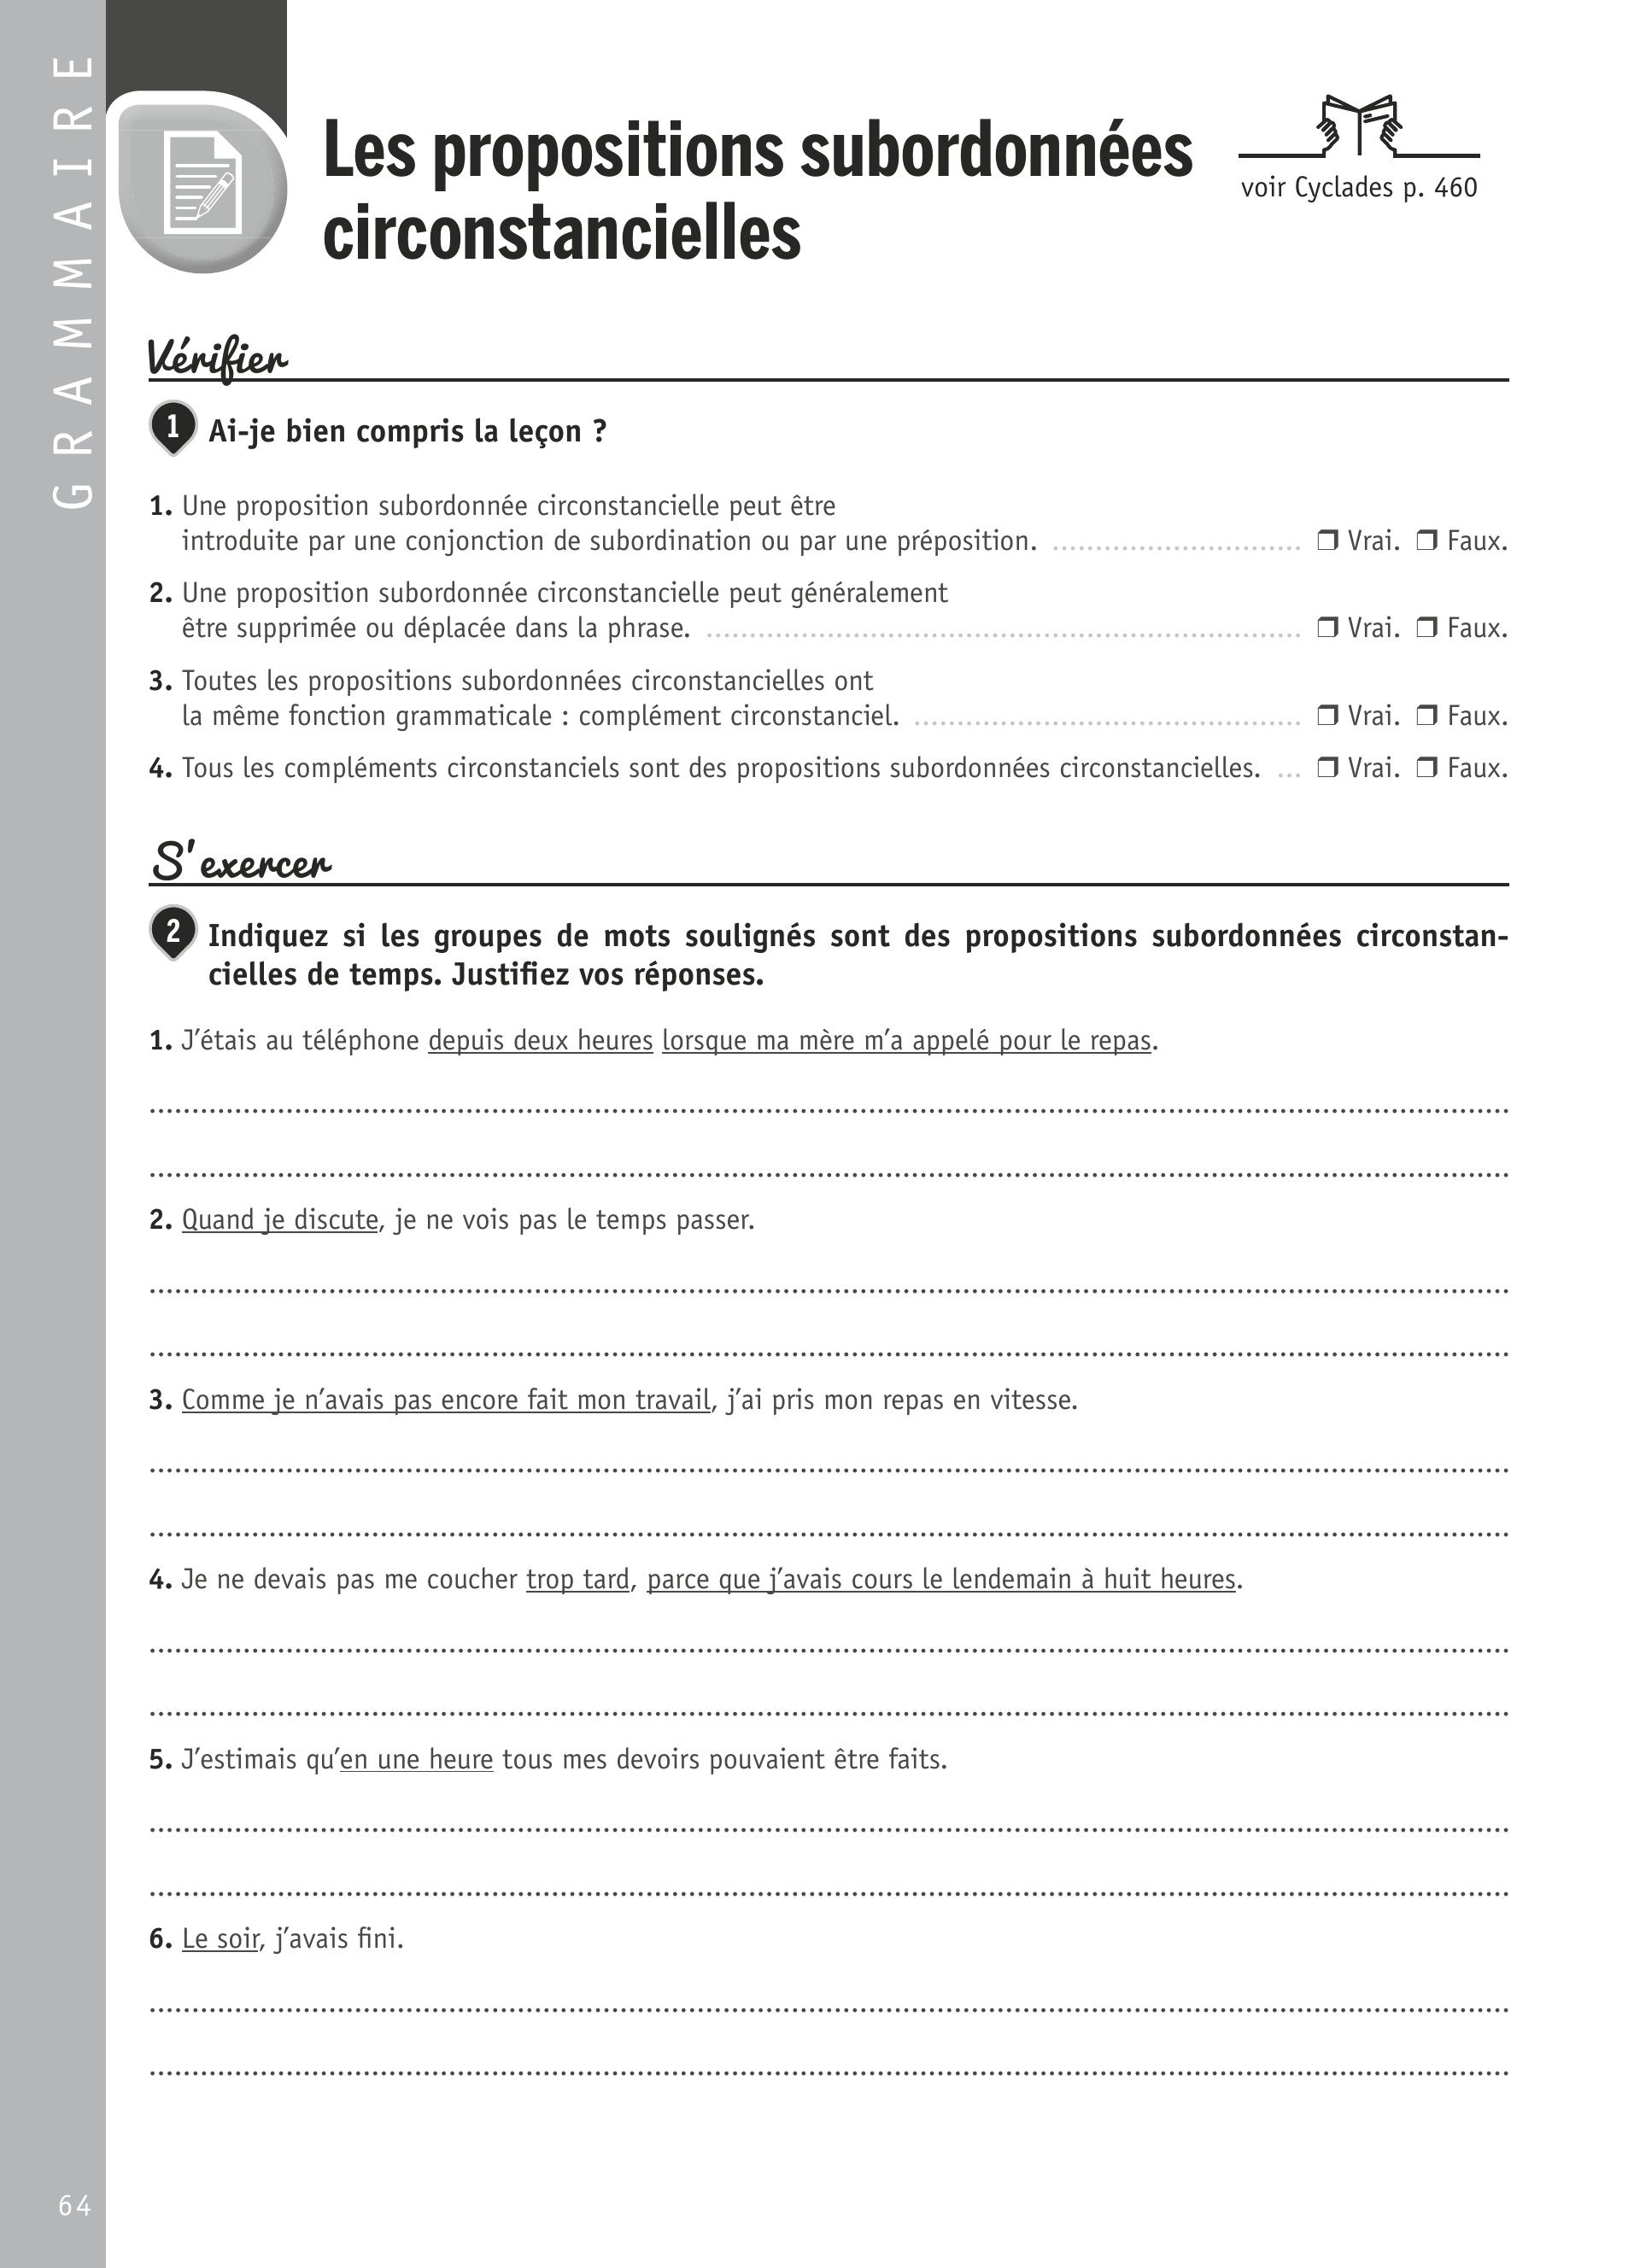 GRAMMAIRE
Les propositions subordonnées
circonstancielles
voir Cyclades p. 460
Vérifier
1 Ai-je bien compris la leçon ?
1. Une proposition subordonnée circonstancielle peut être
introduite par une conjonction de subordination ou par une préposition. ............................. ❒ Vrai. ❒ Faux.
2. Une proposition subordonnée circonstancielle peut généralement
être supprimée ou déplacée dans la phrase. ..................................................................... ❒ Vrai. ❒ Faux.
3. Toutes les propositions subordonnées circonstancielles ont
la même fonction grammaticale : complément circonstanciel. ............................................. ❒ Vrai. ❒ Faux.
4. Tous les compléments circonstanciels sont des propositions subordonnées circonstancielles. ... ❒ Vrai. ❒ Faux.
S'exercer
2 Indiquez si les groupes de mots soulignés sont des propositions subordonnées circonstan-
cielles de temps. Justifiez vos réponses.
1. J’étais au téléphone depuis deux heures lorsque ma mère m’a appelé pour le repas.
2. Quand je discute, je ne vois pas le temps passer.
3. Comme je n’avais pas encore fait mon travail, j’ai pris mon repas en vitesse.
4. Je ne devais pas me coucher trop tard, parce que j’avais cours le lendemain à huit heures.
5. J’estimais qu’en une heure tous mes devoirs pouvaient être faits.
6. Le soir, j’avais fini.
64